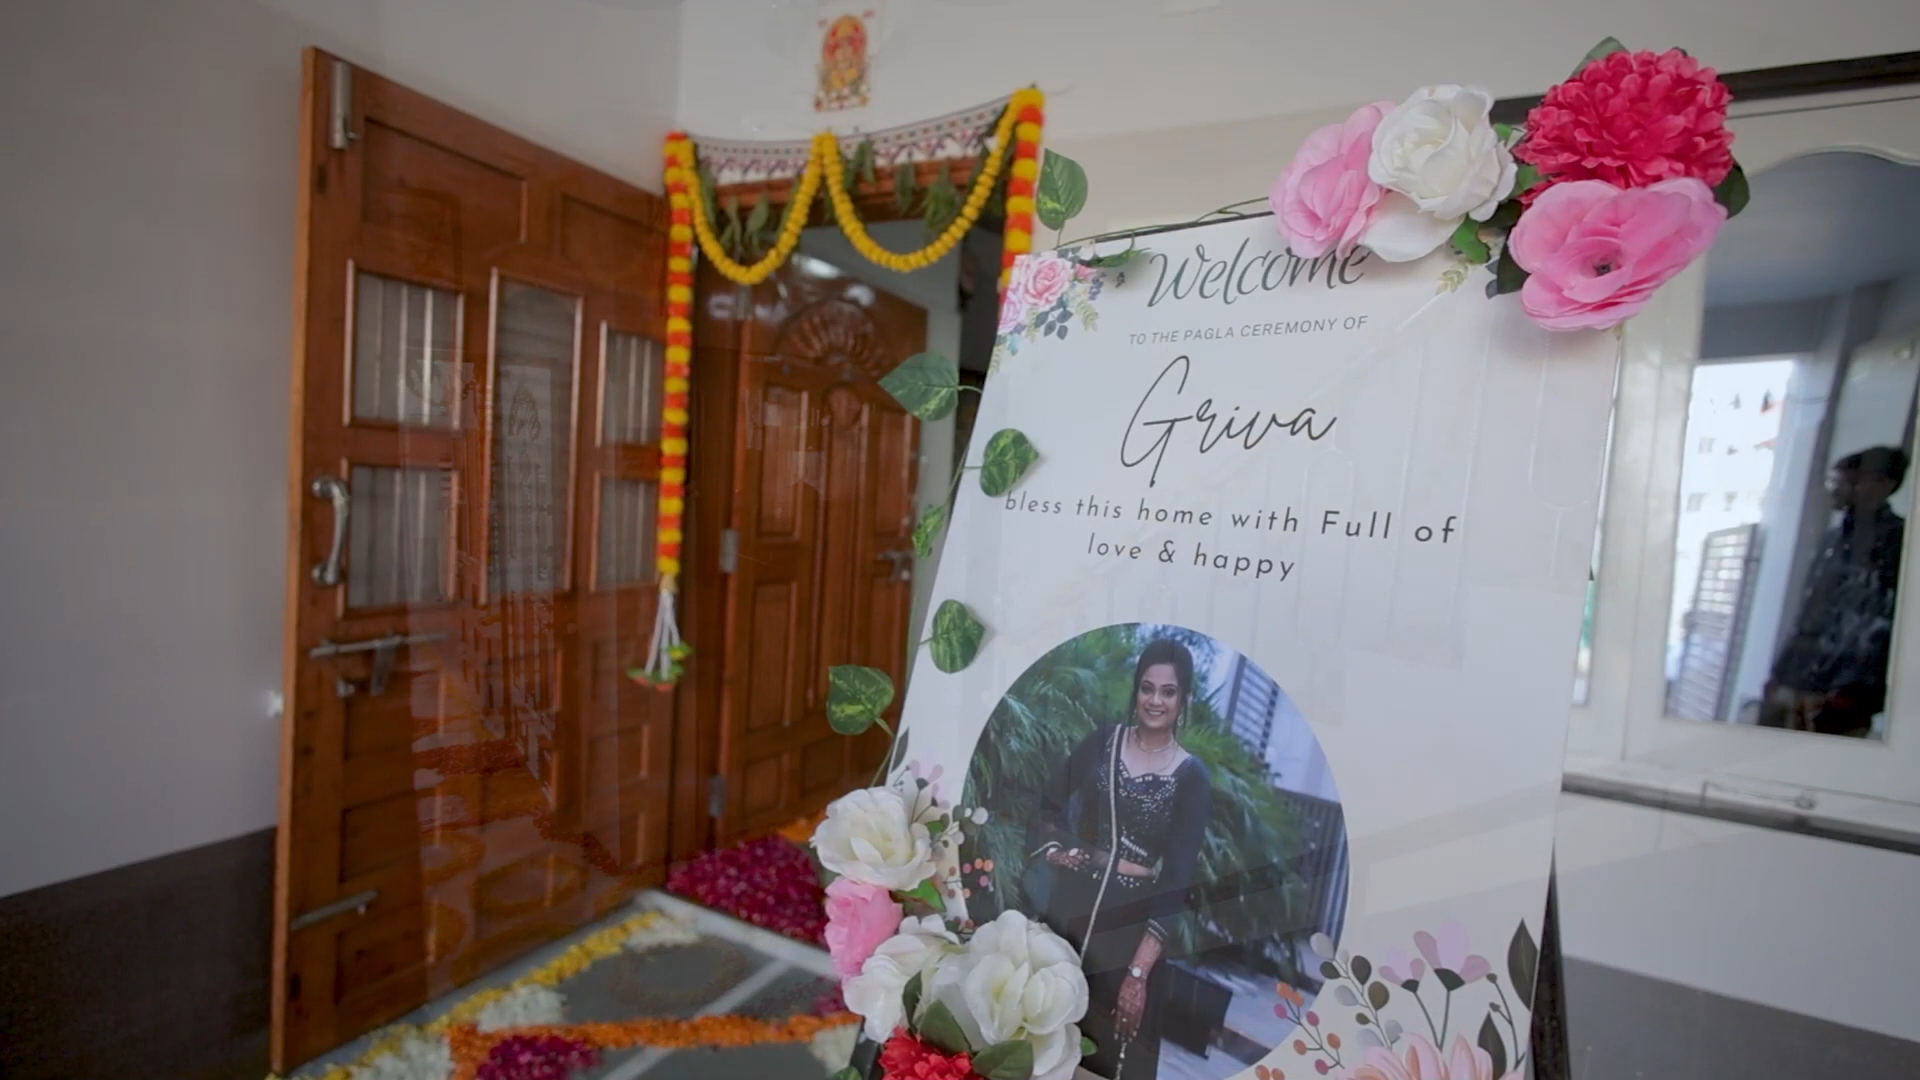 Welcome
TO THE PAGLA CEREMONY OF
Griva
bless this home with Full of
love & happy